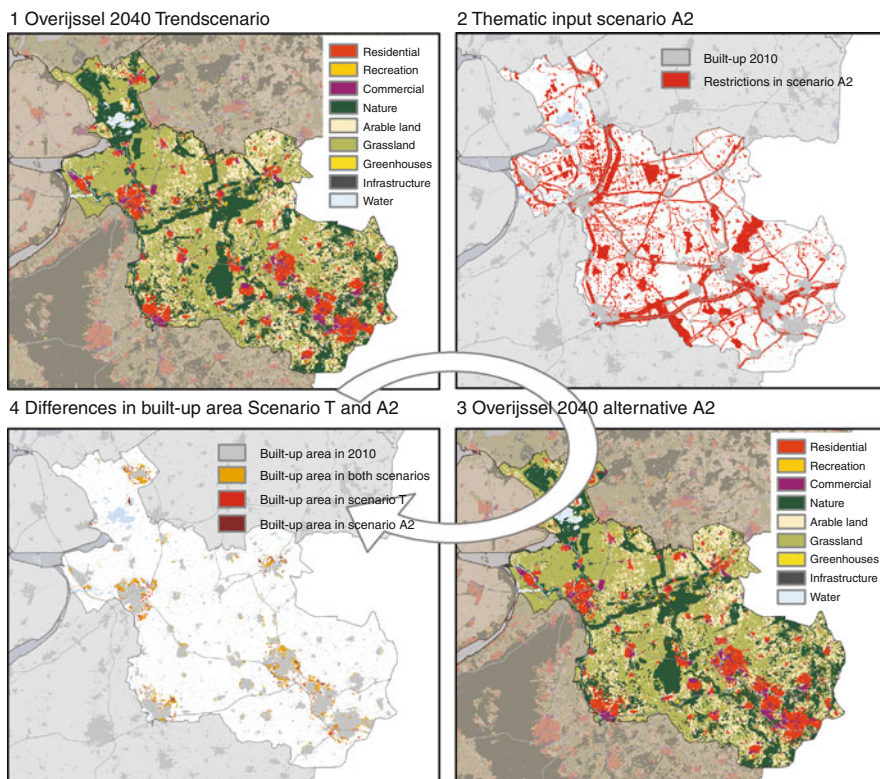 1 Overijssel 2040 Trendscenario
Residential
Recreation
Commercial
Nature
Arable land
Grassland
Greenhouses
Infrastructure
Water
2 Thematic input scenario A2
Built-up 2010
Restrictions in scenario A2
4 Differences in built-up area Scenario T and A2
Built-up area in 2010
Built-up area in both scenarios
Built-up area in scenario T
Built-up area in scenario A2
3 Overijssel 2040 alternative A2
Residential
Recreation
Commercial
Nature
Arable land
Grassland
Greenhouses
Infrastructure
Water